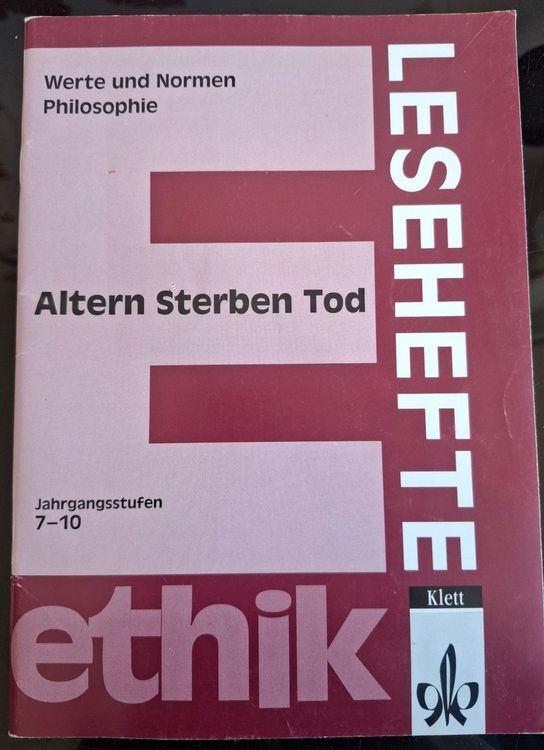 Werte und Normen
Philosophie
LESEHEFTE
Altern Sterben Tod
Jahrgangsstufen
7–10
ethik
Klett